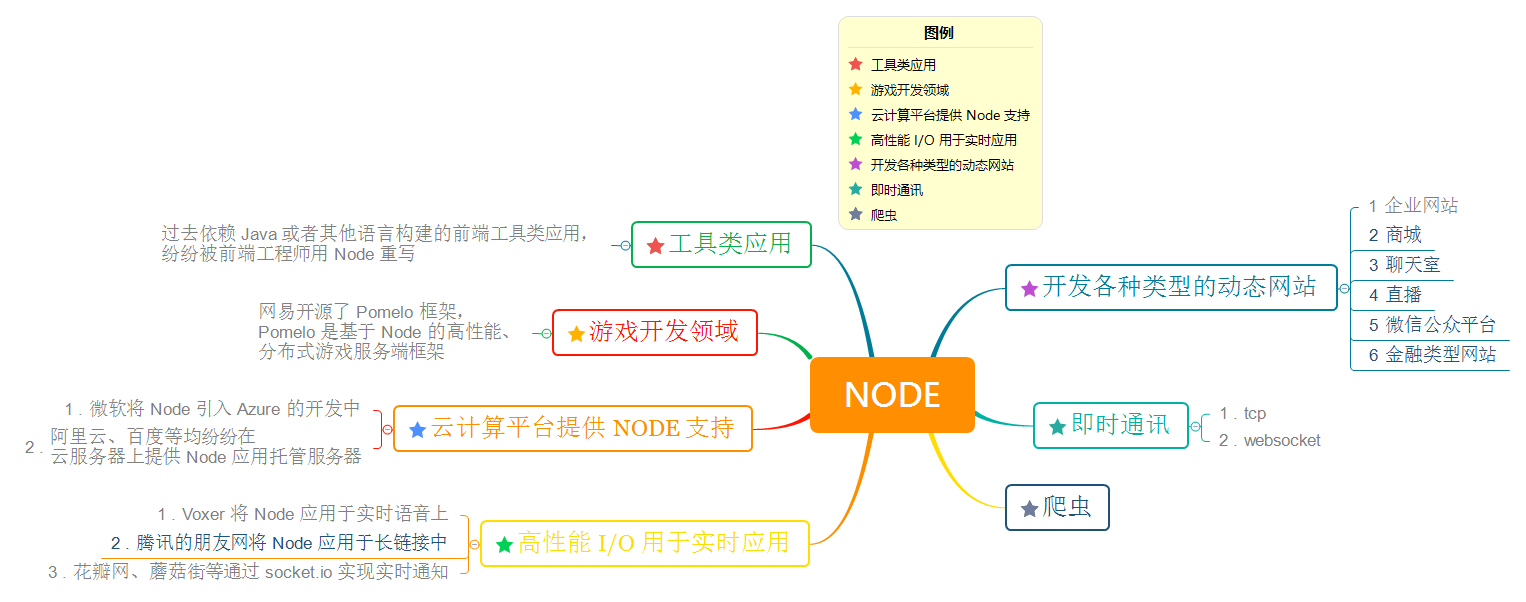 图例
工具类应用
游戏开发领域
云计算平台提供 Node 支持
高性能 I/O 用于实时应用
开发各种类型的动态网站
即时通讯
爬虫
过去依赖 Java 或者其他语言构建的前端工具类应用，
纷纷被前端工程师用 Node 重写
工具类应用
网易开源了 Pomelo 框架，
Pomelo 是基于 Node 的高性能、
分布式游戏服务端框架
游戏开发领域
1 . 微软将 Node 引入 Azure 的开发中
2 . 阿里云、百度等均纷纷在
云服务器上提供 Node 应用托管服务器
云计算平台提供 NODE 支持
1 . Voxer 将 Node 应用于实时语音上
2 . 腾讯的朋友网将 Node 应用于长链接中
3 . 花瓣网、蘑菇街等通过 socket.io 实现实时通知
高性能 I/O 用于实时应用
NODE
开发各种类型的动态网站
1 企业网站
2 商城
3 聊天室
4 直播
5 微信公众平台
6 金融类型网站
即时通讯
1 . tcp
2 . websocket
爬虫